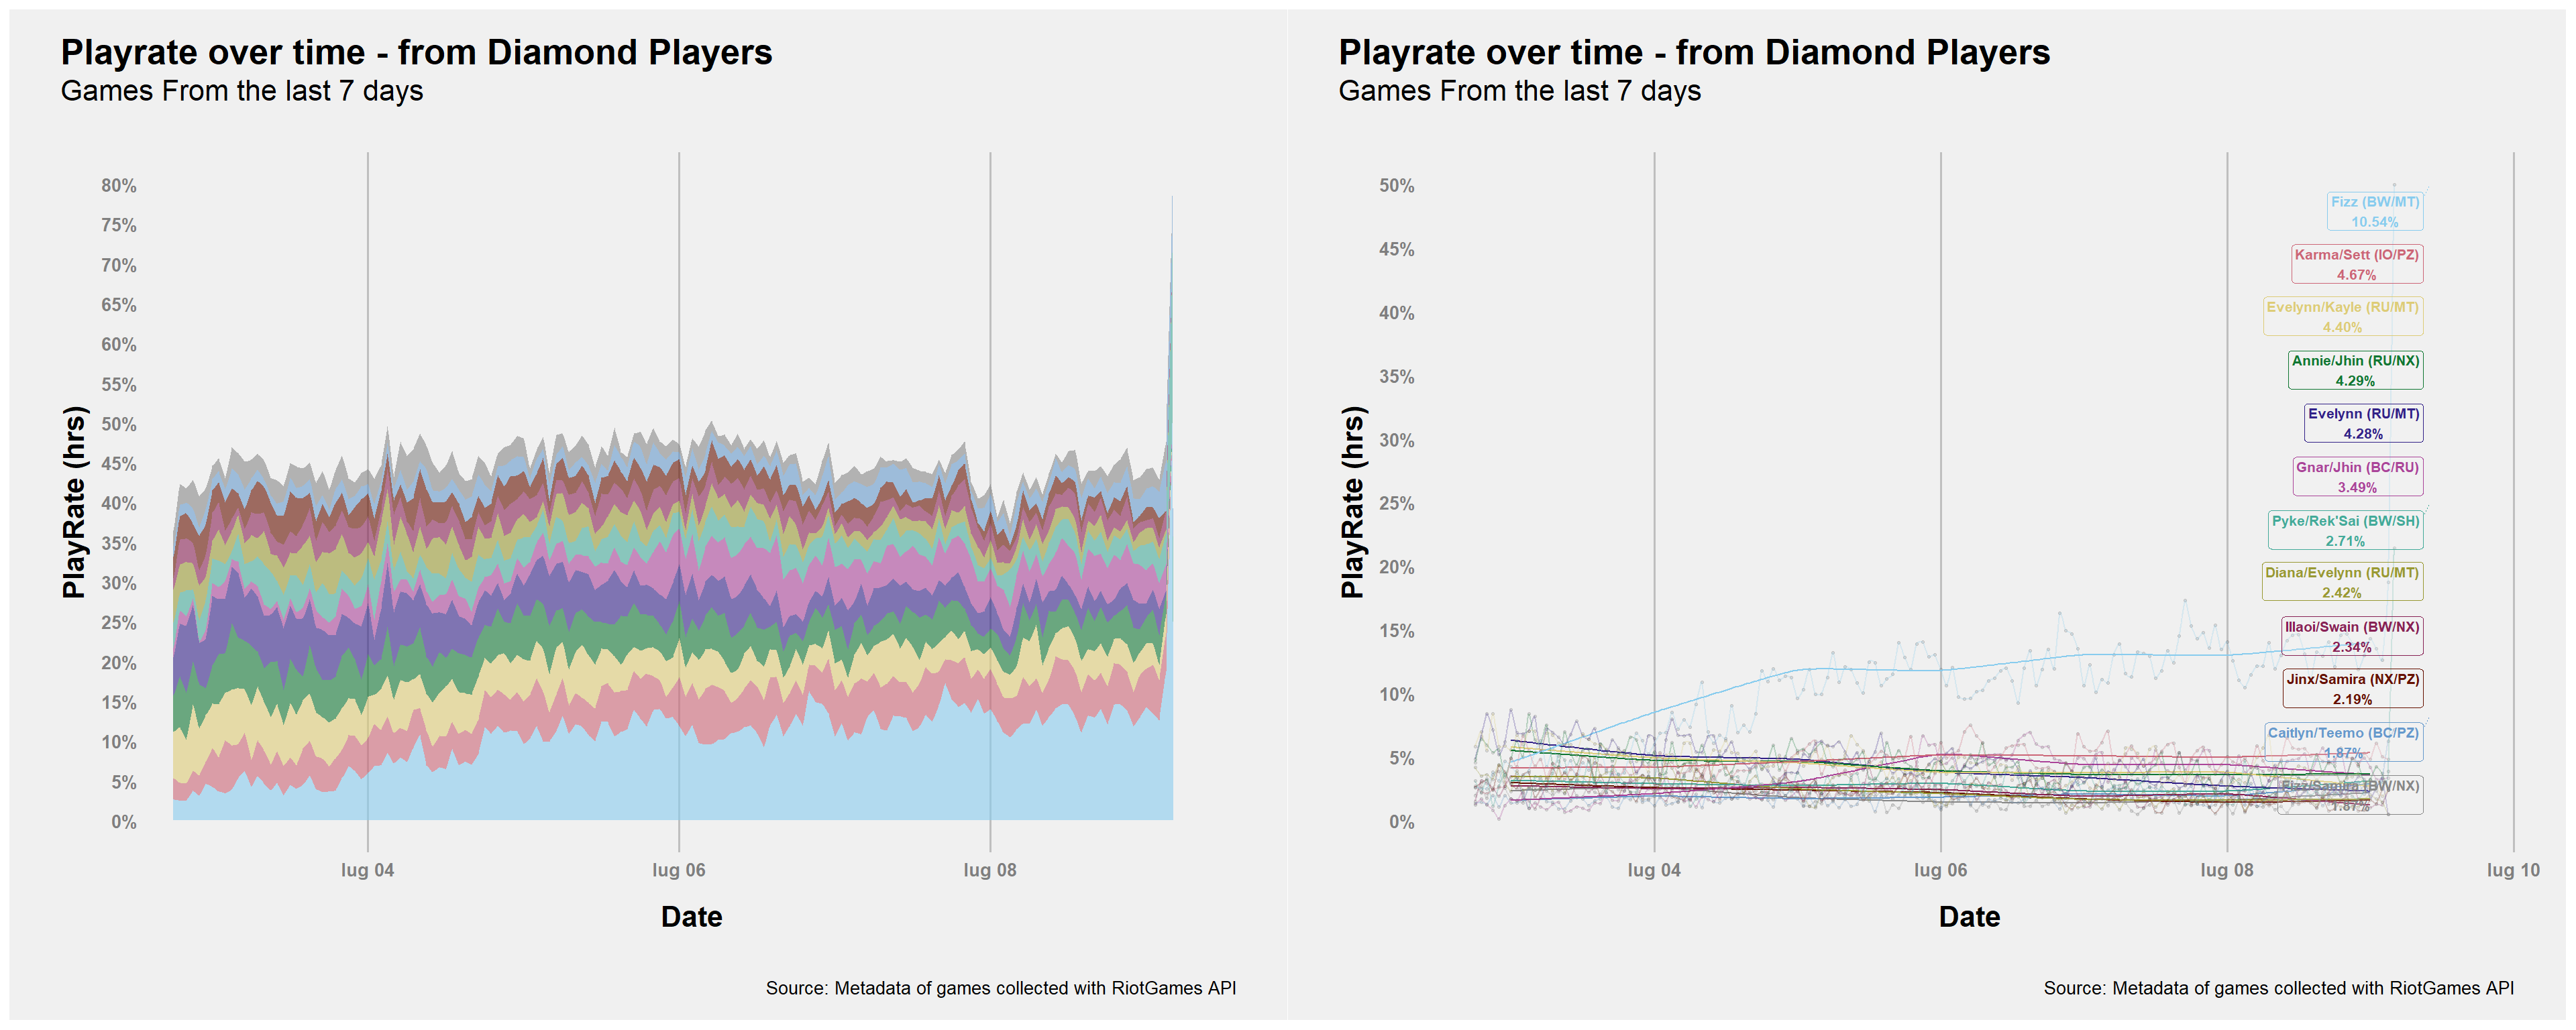 Playrate over time - from Diamond Players
Games From the last 7 days
80%
75%
70%
65%
60%
55%
50%
45%
40%
35%
30%
25%
20%
15%
10%
5%
0%
PlayRate (hrs)
lug 04
lug 06
lug 08
Date
Source: Metadata of games collected with RiotGames API
Playrate over time - from Diamond Players
Games From the last 7 days
50%
45%
40%
35%
30%
25%
20%
15%
10%
5%
0%
PlayRate (hrs)
Fizz (BW/MT)
10.54%
Karma/Sett (IO/PZ)
4.67%
Evelynn/Kayle (RU/MT)
4.40%
Annie/Jhin (RU/NX)
4.29%
Evelynn (RU/MT)
4.28%
Gnar/Jhin (BC/RU)
3.49%
Pyke/Rek'Sai (BW/SH)
2.71%
Diana/Evelynn (RU/MT)
2.42%
Illaoi/Swain (BW/NX)
2.34%
Jinx/Samira (NX/PZ)
2.19%
Caitlyn/Teemo (BC/PZ)
1.87%
Fizz/Samira (BW/NX)
1.87%
lug 04
lug 06
lug 08
lug 10
Date
Source: Metadata of games collected with RiotGames API